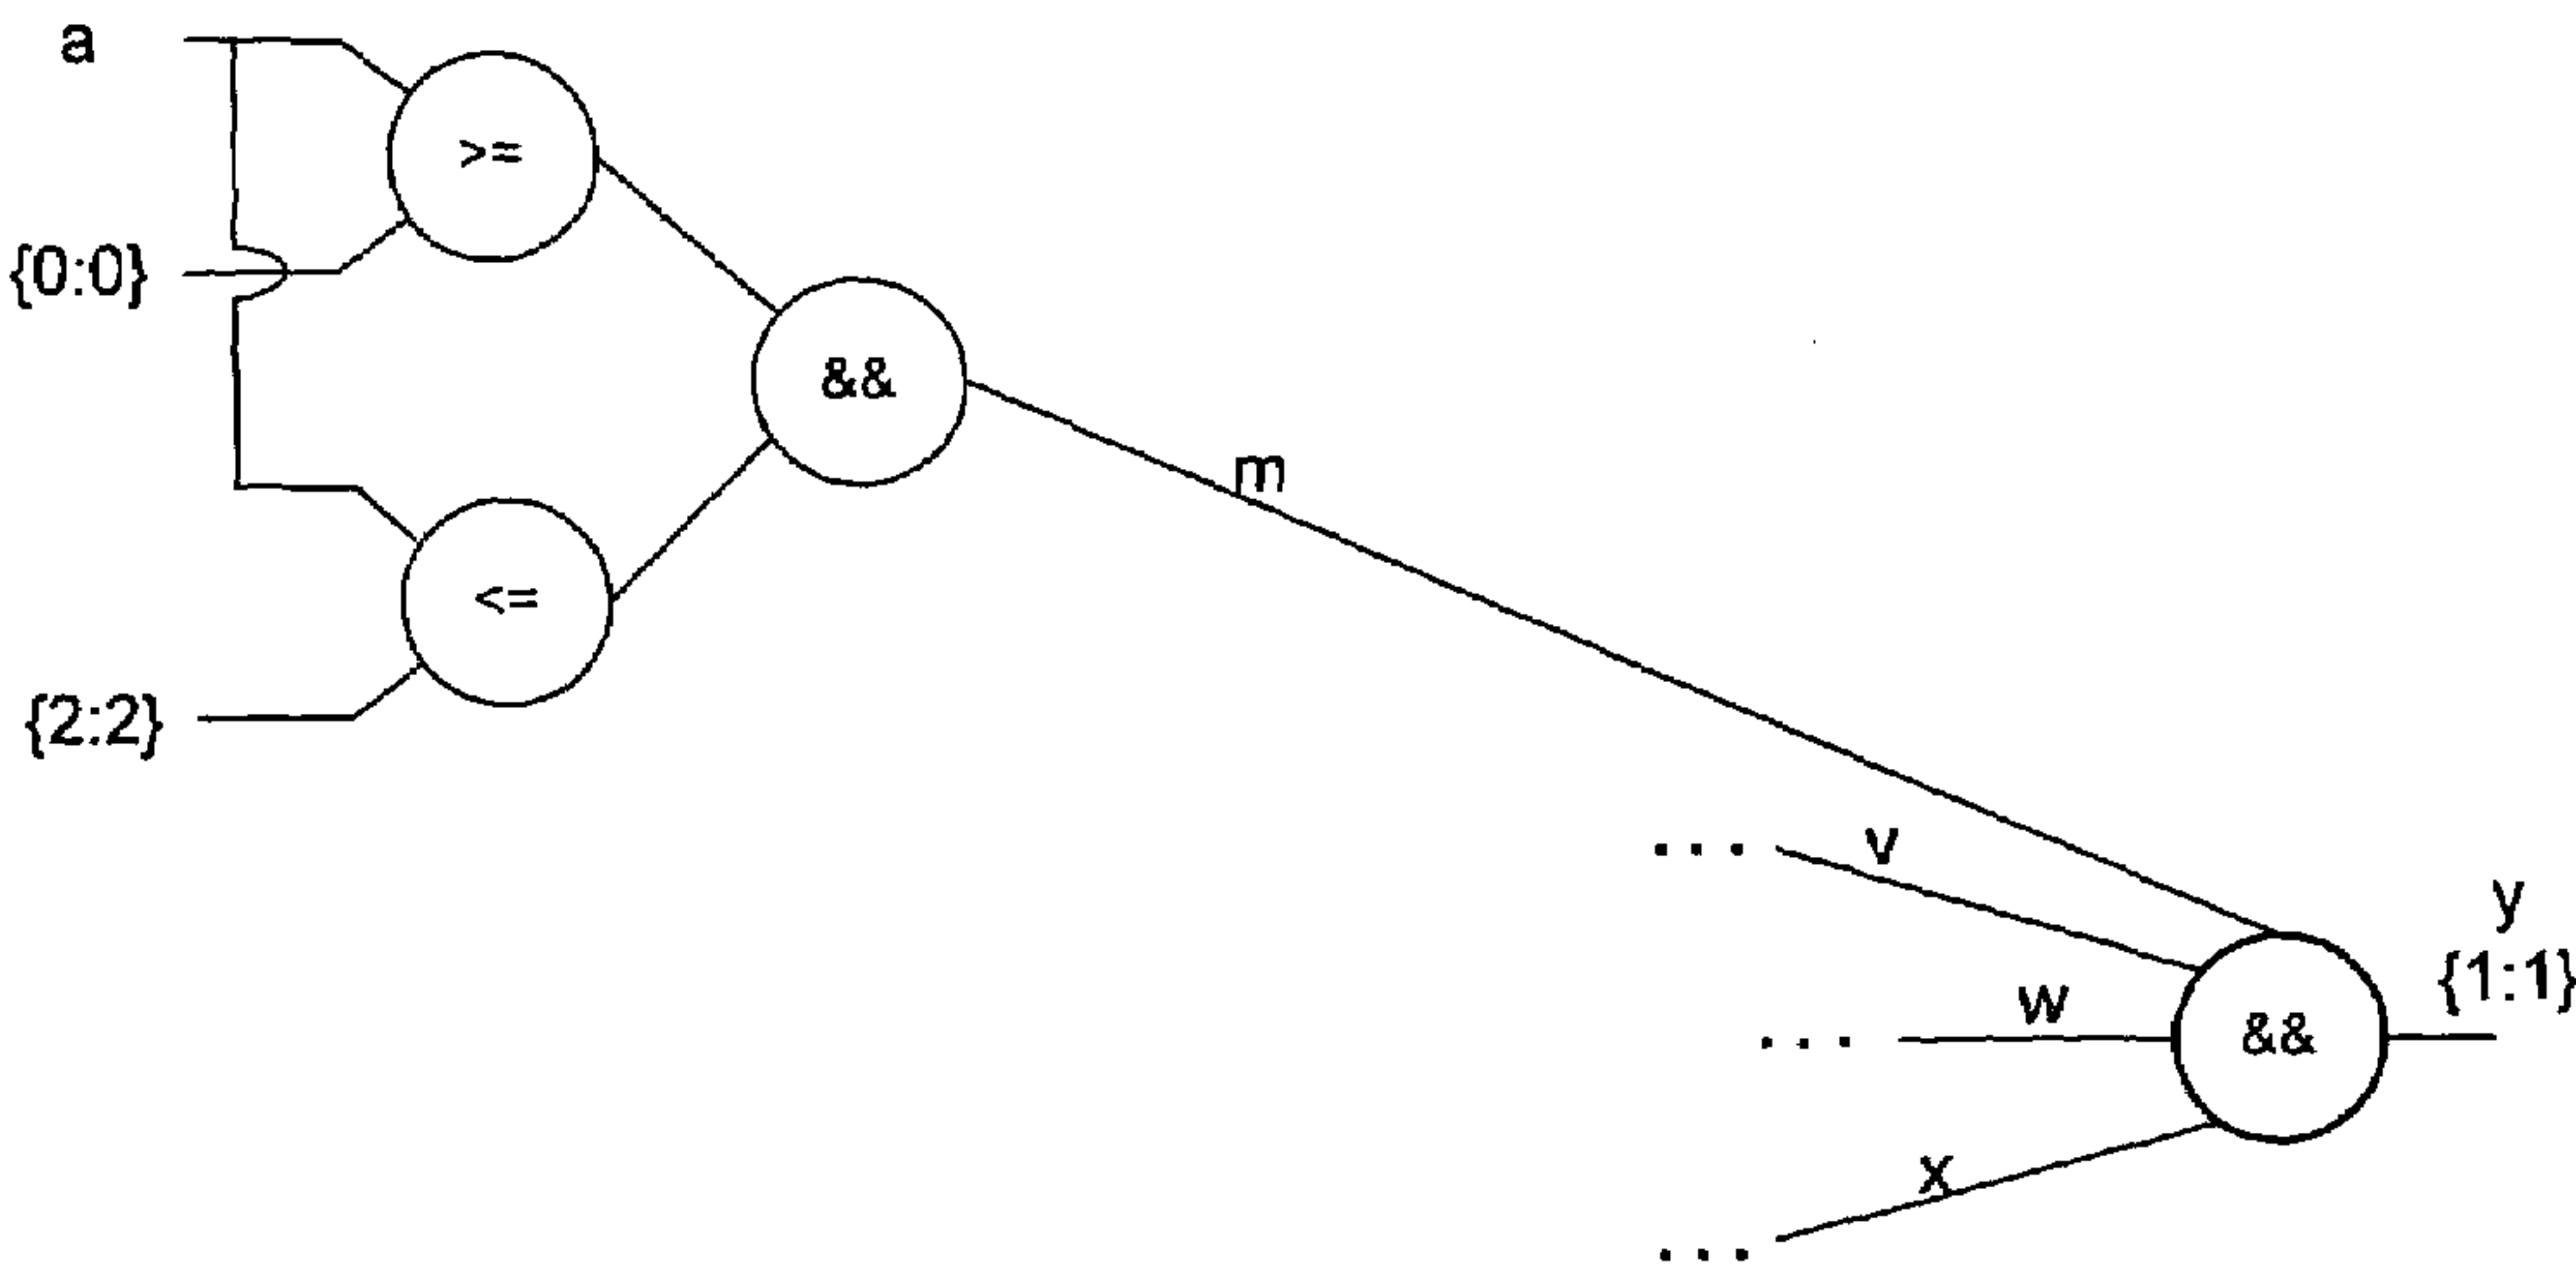 a
>=
{0:0}
&&
m
<=
{2:2}
... v
y
{1:1}
... w
&&
x
...